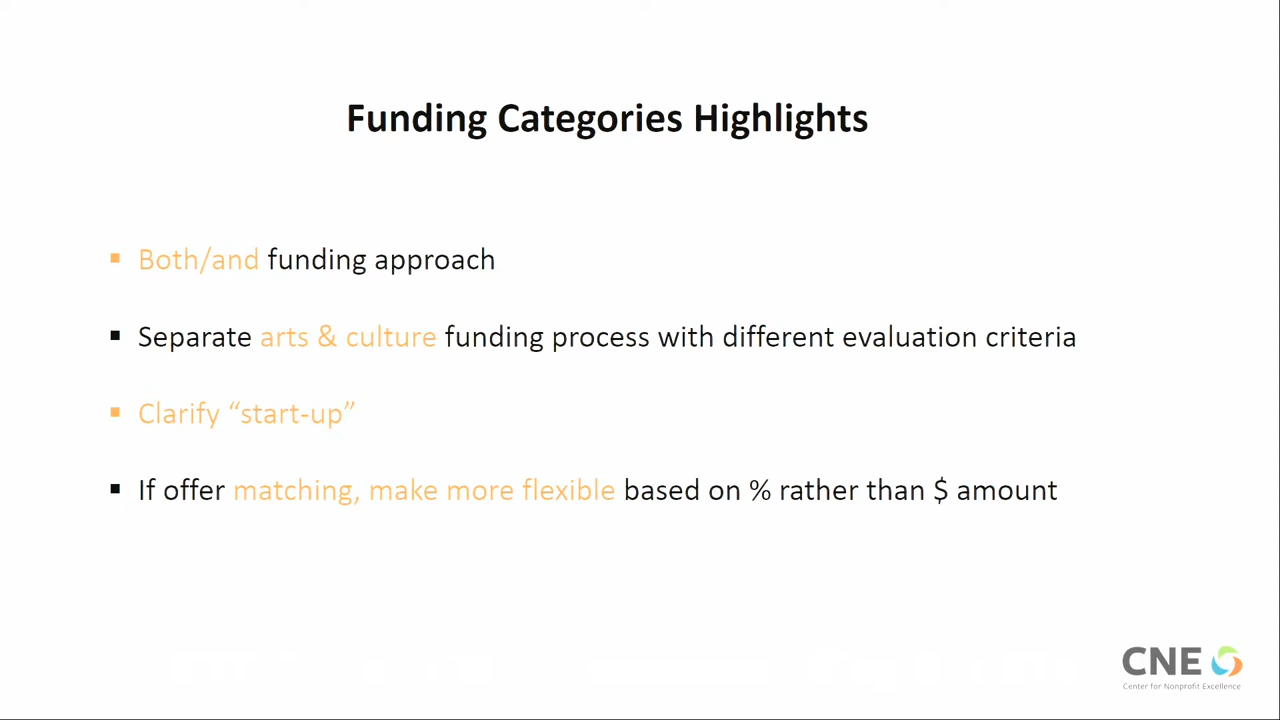 Funding Categories Highlights
▪ Both/and funding approach
▪ Separate arts & culture funding process with different evaluation criteria
▪ Clarify “start-up”
▪ If offer matching, make more flexible based on % rather than $ amount
CNE
Center for Nonprofit Excellence